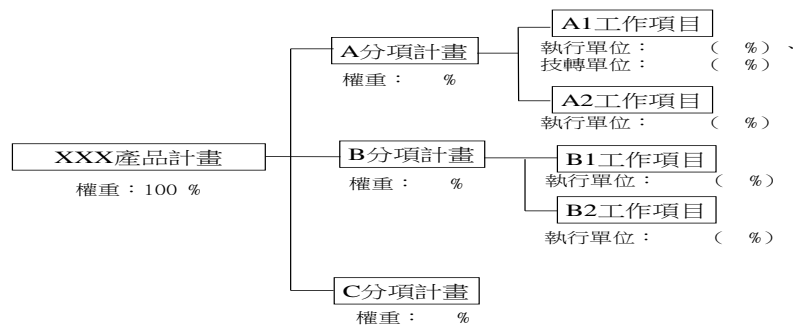 XXX產品計畫
權重：100 %
A分項計畫
權重： %
A1工作項目
執行單位： （ %）、
技轉單位： （ %）
A2工作項目
執行單位： （ %）
B分項計畫
權重： %
B1工作項目
執行單位： （ %）
B2工作項目
執行單位： （ %）
C分項計畫
權重： %